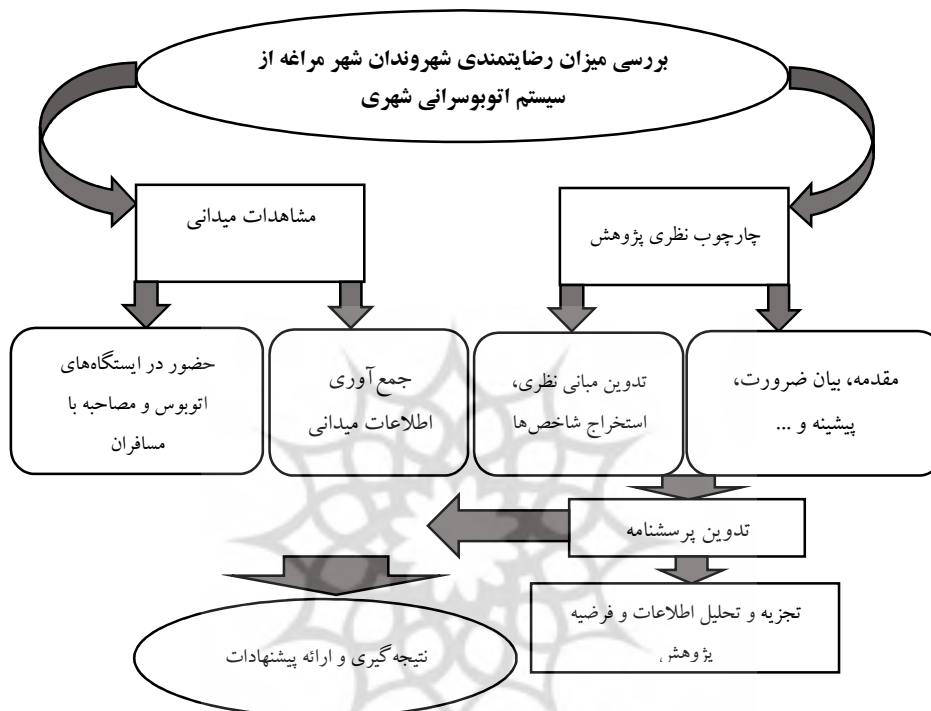 بررسی میزان رضایتمندی شهروندان شهر مراغه از
سیستم اتوبوسرانی شهری
چارچوب نظری پژوهش
مشاهدات میدانی
مقدمه، بیان ضرورت،
پیشینه و ...
تدوین مبانی نظری،
استخراج شاخص‌ها
جمع‌آوری
اطلاعات میدانی
حضور در ایستگاه‌های
اتوبوس و مصاحبه با
مسافران
تدوین پرسشنامه
تجزیه و تحلیل اطلاعات و فرضیه
پژوهش
نتیجه‌گیری و ارائه پیشنهادات